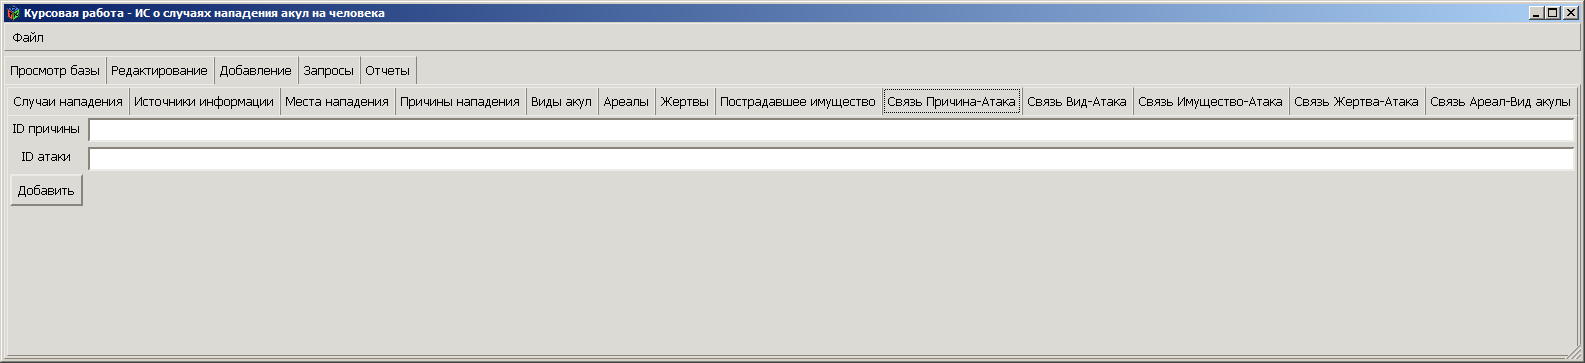 Курсовая работа - ИС о случаях нападения акул на человека
Файл
Просмотр базы Редактирование Добавление Запросы Отчеты
Случаи нападения Источники информации Места нападения Причины нападения Виды акул Ареалы Жертвы Пострадавшее имущество Связь Причина-Атака Связь Вид-Атака Связь Имущество-Атака Связь Жертва-Атака Связь Ареал-Вид акулы
ID причины
ID атаки
Добавить